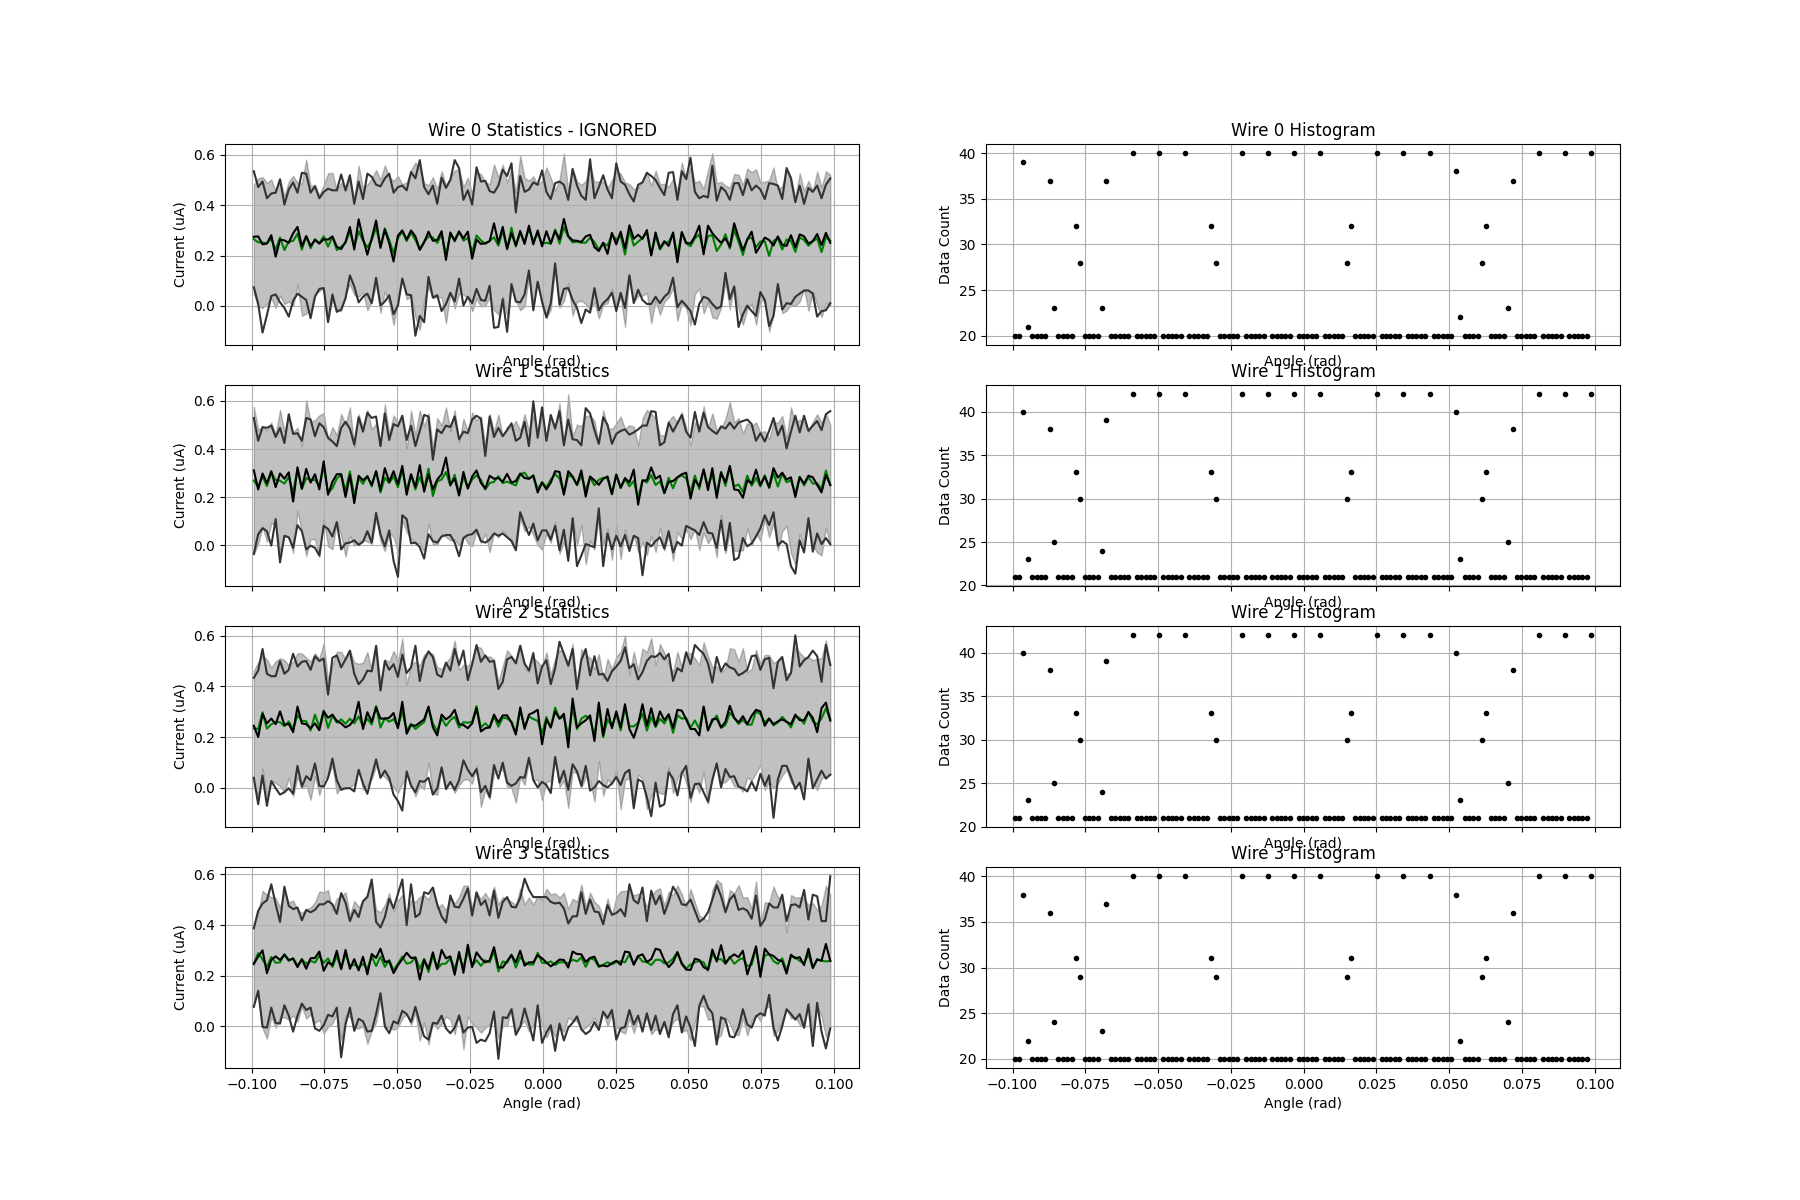 Wire 0 Statistics - IGNORED
0.6
0.4
0.2
0.0
Current (uA)
Angle (rad)
Wire 0 Histogram
40
35
30
25
20
Data Count
Angle (rad)
Wire 1 Statistics
0.6
0.4
0.2
0.0
Current (uA)
Angle (rad)
Wire 1 Histogram
40
35
30
25
20
Data Count
Angle (rad)
Wire 2 Statistics
0.6
0.4
0.2
0.0
Current (uA)
Angle (rad)
Wire 2 Histogram
40
35
30
25
20
Data Count
Angle (rad)
Wire 3 Statistics
0.6
0.4
0.2
0.0
Current (uA)
−0.100 −0.075 −0.050 −0.025 0.000 0.025 0.050 0.075 0.100
Angle (rad)
Wire 3 Histogram
40
35
30
25
20
Data Count
−0.100 −0.075 −0.050 −0.025 0.000 0.025 0.050 0.075 0.100
Angle (rad)